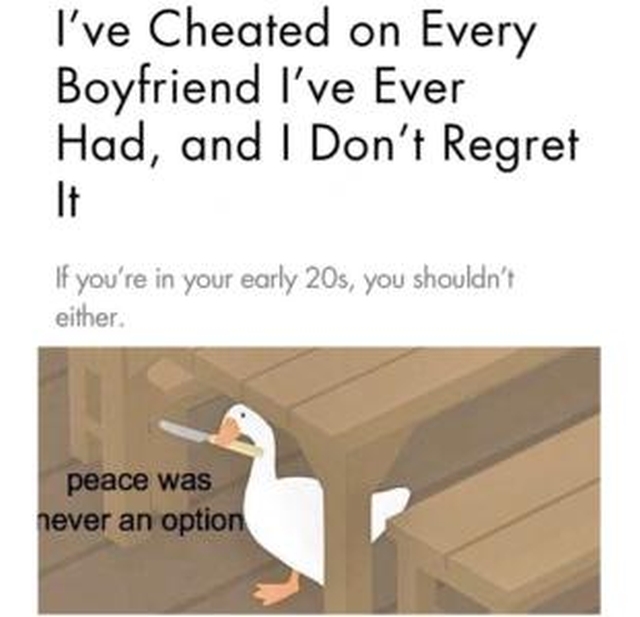 I've Cheated on Every
Boyfriend I've Ever
Had, and I Don't Regret
It
If you're in your early 20s, you shouldn't
either.
peace was
never an option